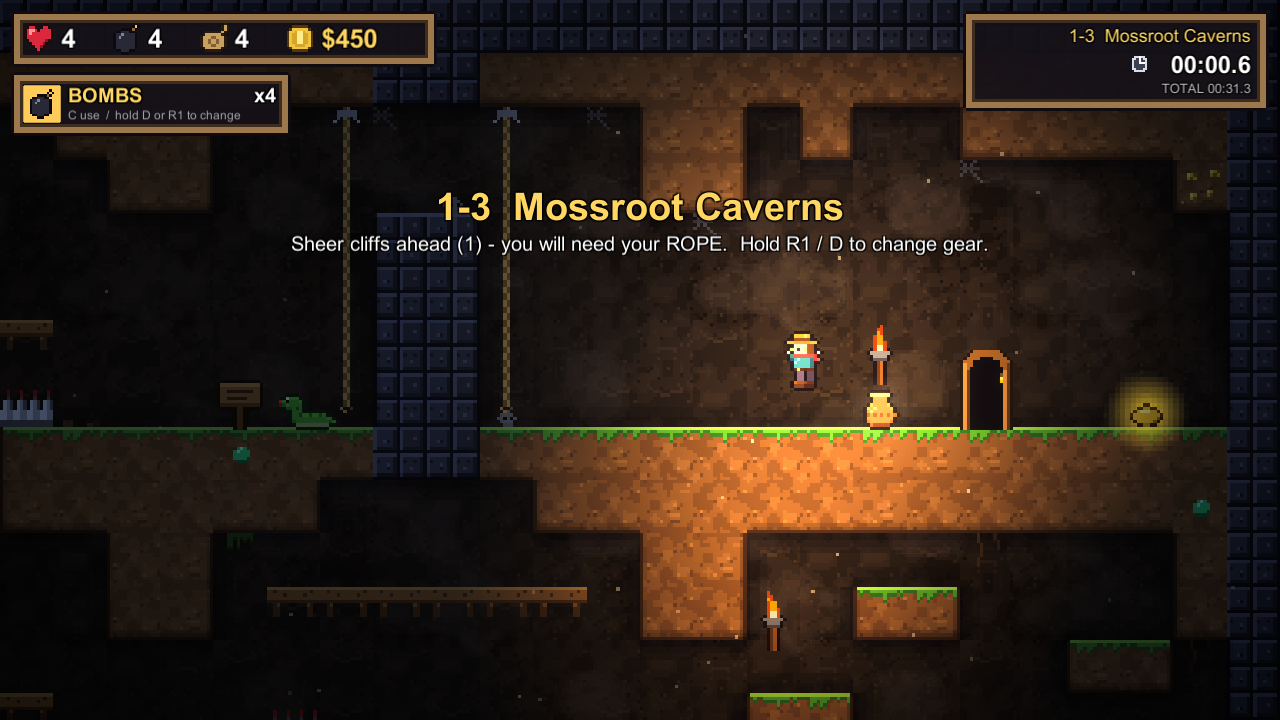 4 4 4 $450
BOMBS x4
C use / hold D or R1 to change
1-3 Mossroot Caverns
00:00.6
TOTAL 00:31.3
1-3 Mossroot Caverns
Sheer cliffs ahead (1) - you will need your ROPE. Hold R1 / D to change gear.